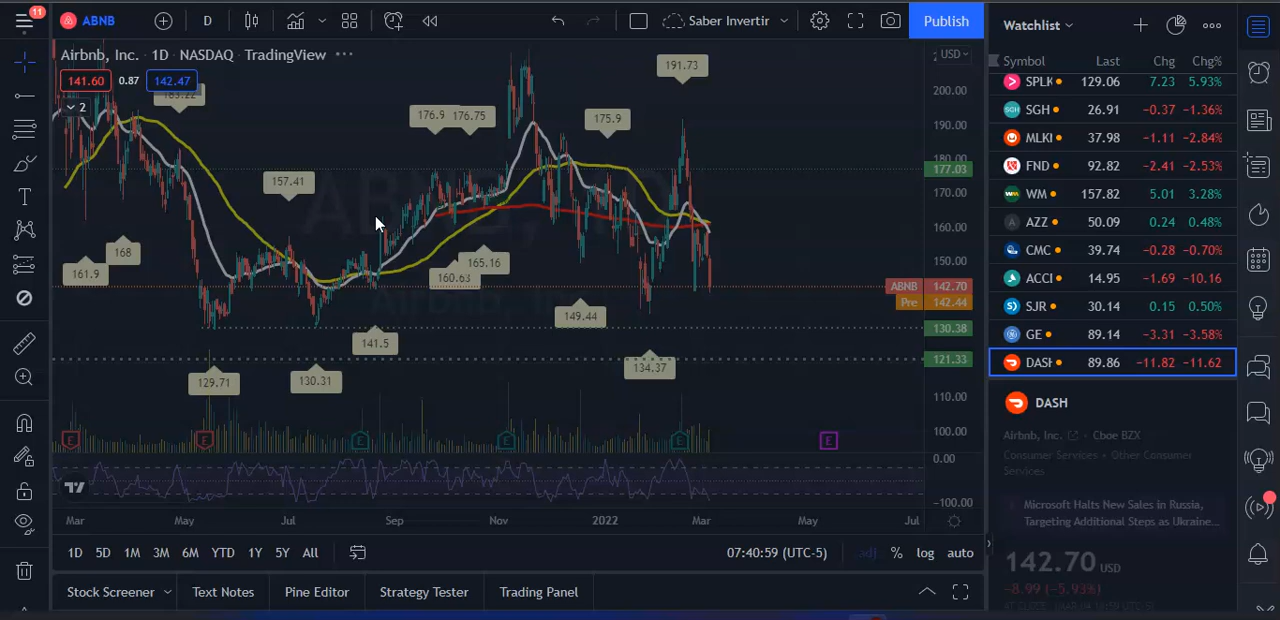 11
ABNB
D
Saber Invertir
Publish
Airbnb, Inc. · 1D · NASDAQ · TradingView
141.60 0.87 142.47
2
USD
200.00
190.00
180.00
177.03
170.00
160.00
150.00
ABNB 142.70
Pre 142.44
130.38
121.33
110.00
100.00
0.00
-100.00
191.73
176.9 176.75
175.9
157.41
168
161.9
165.16
160.63
149.44
141.5
134.37
129.71
130.31
E E E E E E
Mar May Jul Sep Nov 2022 Mar May Jul
1D 5D 1M 3M 6M YTD 1Y 5Y All
07:40:59 (UTC-5) adj % log auto
Stock Screener Text Notes Pine Editor Strategy Tester Trading Panel
Watchlist
Symbol Last Chg Chg%
SPLK 129.06 7.23 5.93%
SGH 26.91 -0.37 -1.36%
MLKI 37.98 -1.11 -2.84%
FND 92.82 -2.41 -2.53%
WM 157.82 5.01 3.28%
AZZ 50.09 0.24 0.48%
CMC 39.74 -0.28 -0.70%
ACCI 14.95 -1.69 -10.16
SJR 30.14 0.15 0.50%
GE 89.14 -3.31 -3.58%
DASH 89.86 -11.82 -11.62
DASH
Airbnb, Inc. · Cboe BZX
Consumer Services • Other Consumer
Services
Microsoft Halts New Sales in Russia,
Targeting Additional Steps as Ukraine...
142.70 USD
-8.99 (-5.93%)